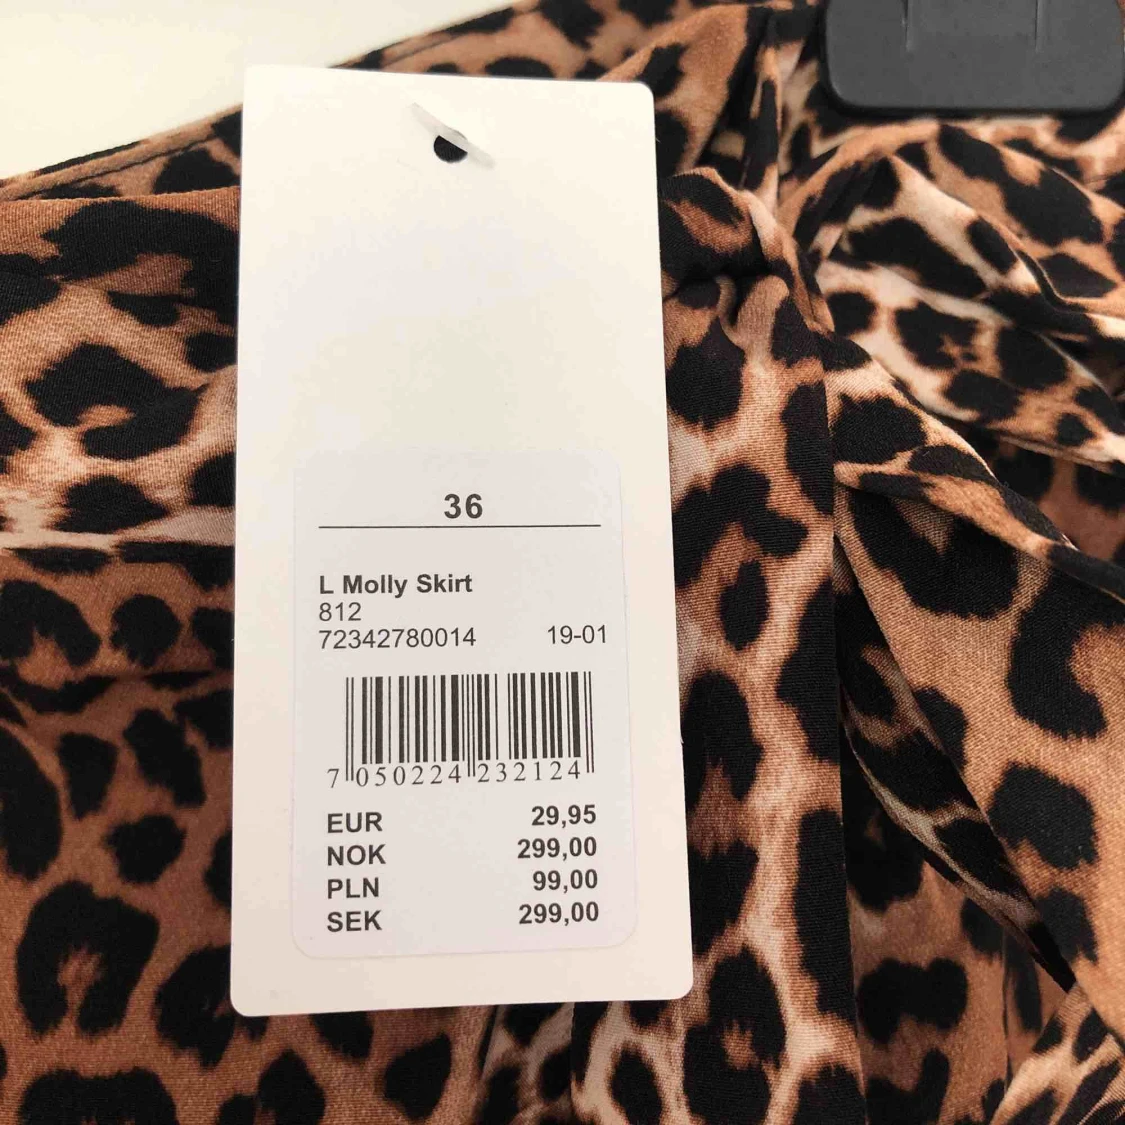 36
L Molly Skirt
812
72342780014 19-01
7 050224 232124
EUR 29,95
NOK 299,00
PLN 99,00
SEK 299,00